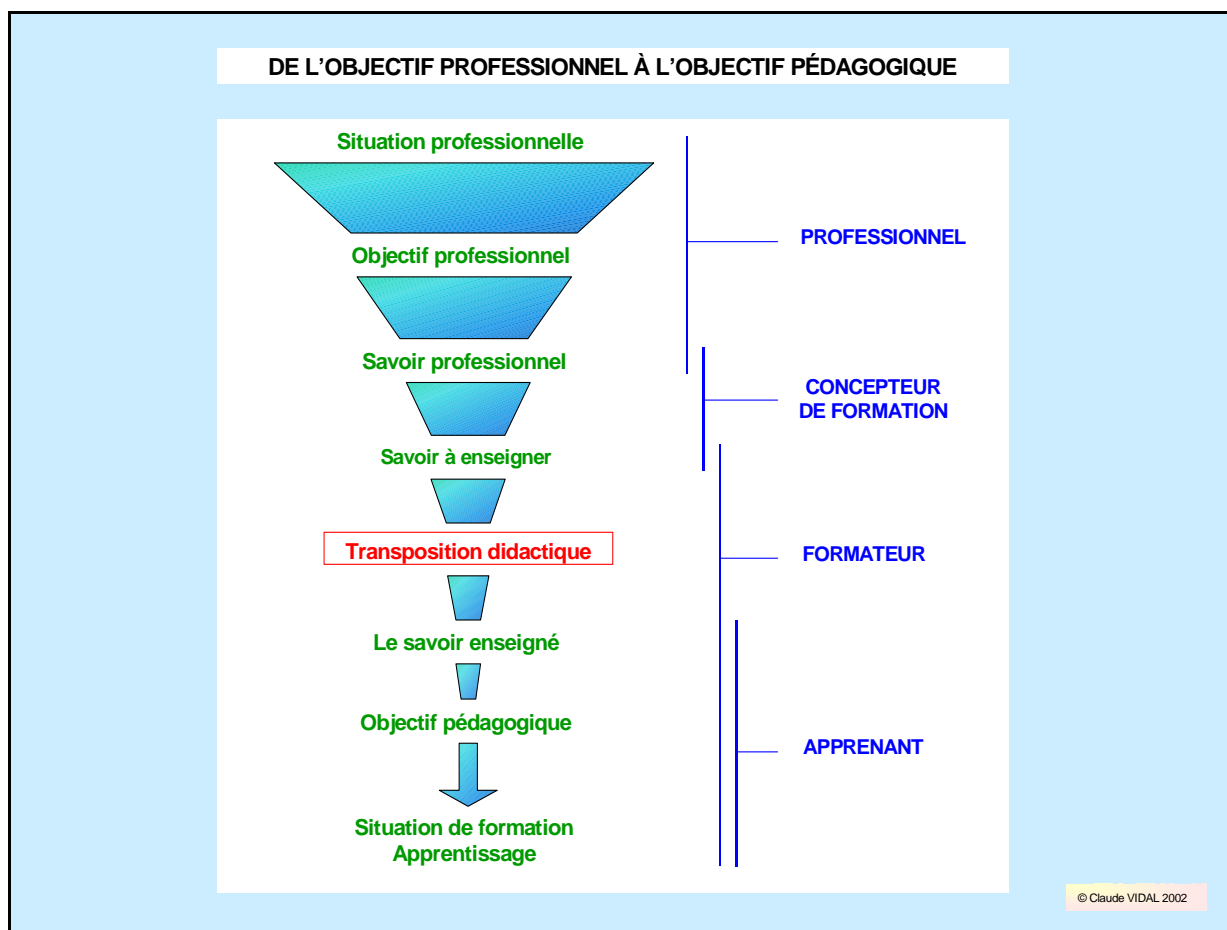 DE L'OBJECTIF PROFESSIONNEL À L'OBJECTIF PÉDAGOGIQUE
Situation professionnelle
Objectif professionnel
PROFESSIONNEL
Savoir professionnel
CONCEPTEUR
DE FORMATION
Savoir à enseigner
Transposition didactique
FORMATEUR
Le savoir enseigné
Objectif pédagogique
APPRENANT
Situation de formation
Apprentissage
© Claude VIDAL 2002